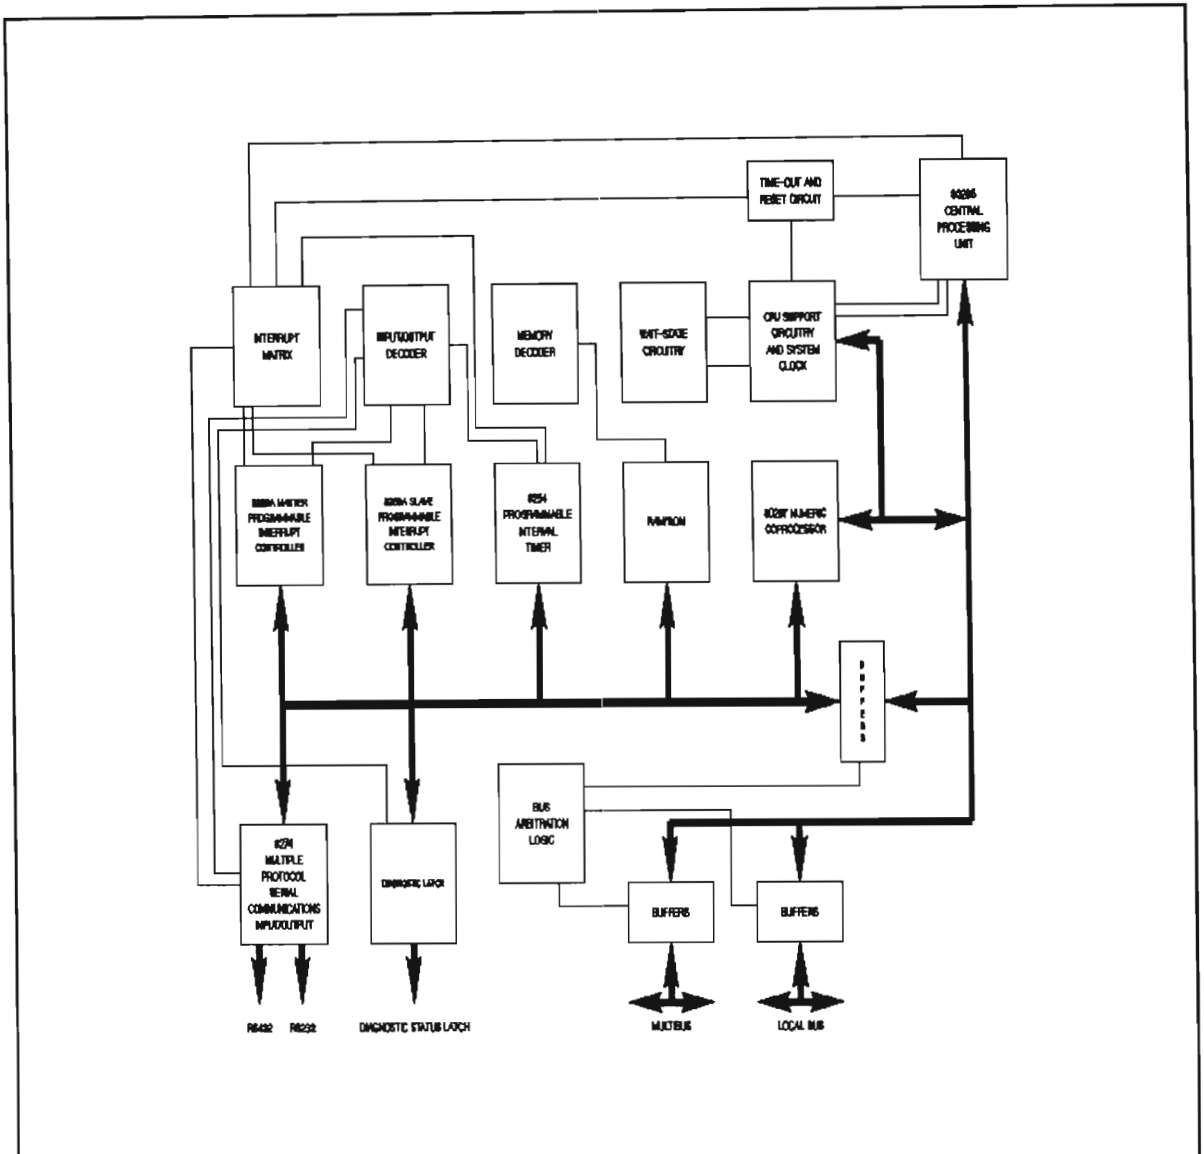 TIME-OUT AND
RESET CIRCUIT
80286
CENTRAL
PROCESSING
UNIT
INTERRUPT
MATRIX
INPUT/OUTPUT
DECODER
MEMORY
DECODER
WAIT-STATE
CIRCUITRY
CPU SUPPORT
CIRCUITRY
AND SYSTEM
CLOCK
8259A MASTER
PROGRAMMABLE
INTERRUPT
CONTROLLER
8259A SLAVE
PROGRAMMABLE
INTERRUPT
CONTROLLER
8254
PROGRAMMABLE
INTERVAL
TIMER
RAM/ROM
80287 NUMERIC
COPROCESSOR
BUFFERS
BUS
ARBITRATION
LOGIC
8274
MULTIPLE
PROTOCOL
SERIAL
COMMUNICATIONS
INPUT/OUTPUT
DIAGNOSTIC LATCH
BUFFERS
BUFFERS
RS422
RS232
DIAGNOSTIC STATUS LATCH
MULTIBUS
LOCAL BUS